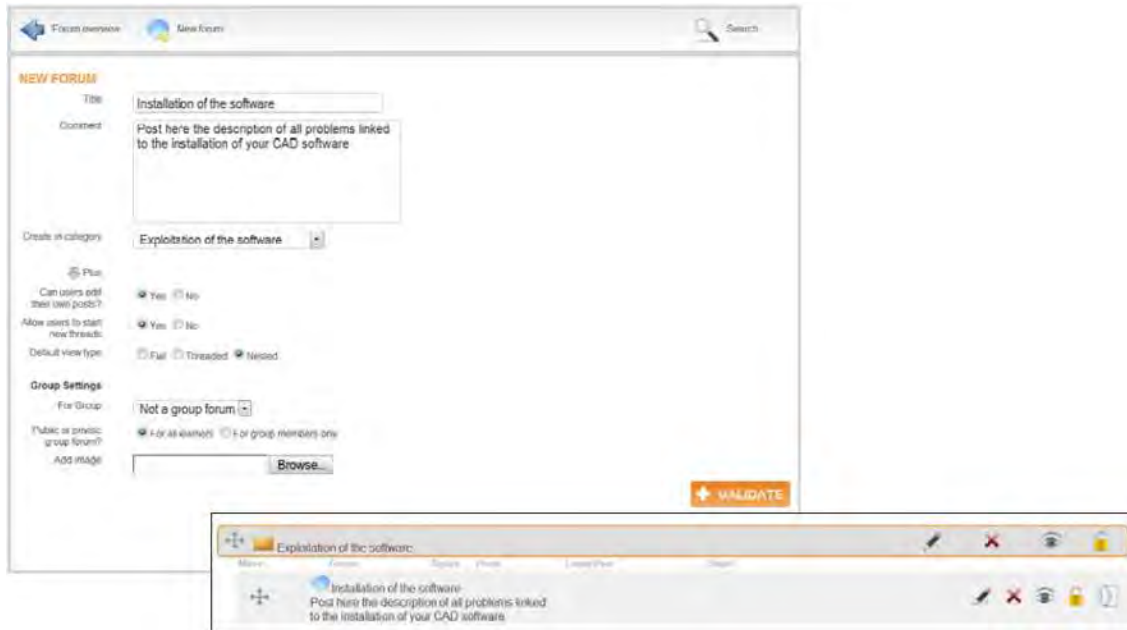 Forum overview New forum Search
NEW FORUM
Title Installation of the software
Comment Post here the description of all problems linked
to the installation of your CAD software
Create in category Exploitation of the software
Plus
Can users edit
their own posts? Yes No
Allow users to start
new threads Yes No
Default view type Flat Threaded Nested
Group Settings
For Group Not a group forum
Public or private
group forum? For all learners For group members only
Add image Browse...
VALIDATE
Exploitation of the software
Forum Topics Posts
Installation of the software
Post here the description of all problems linked
to the installation of your CAD software